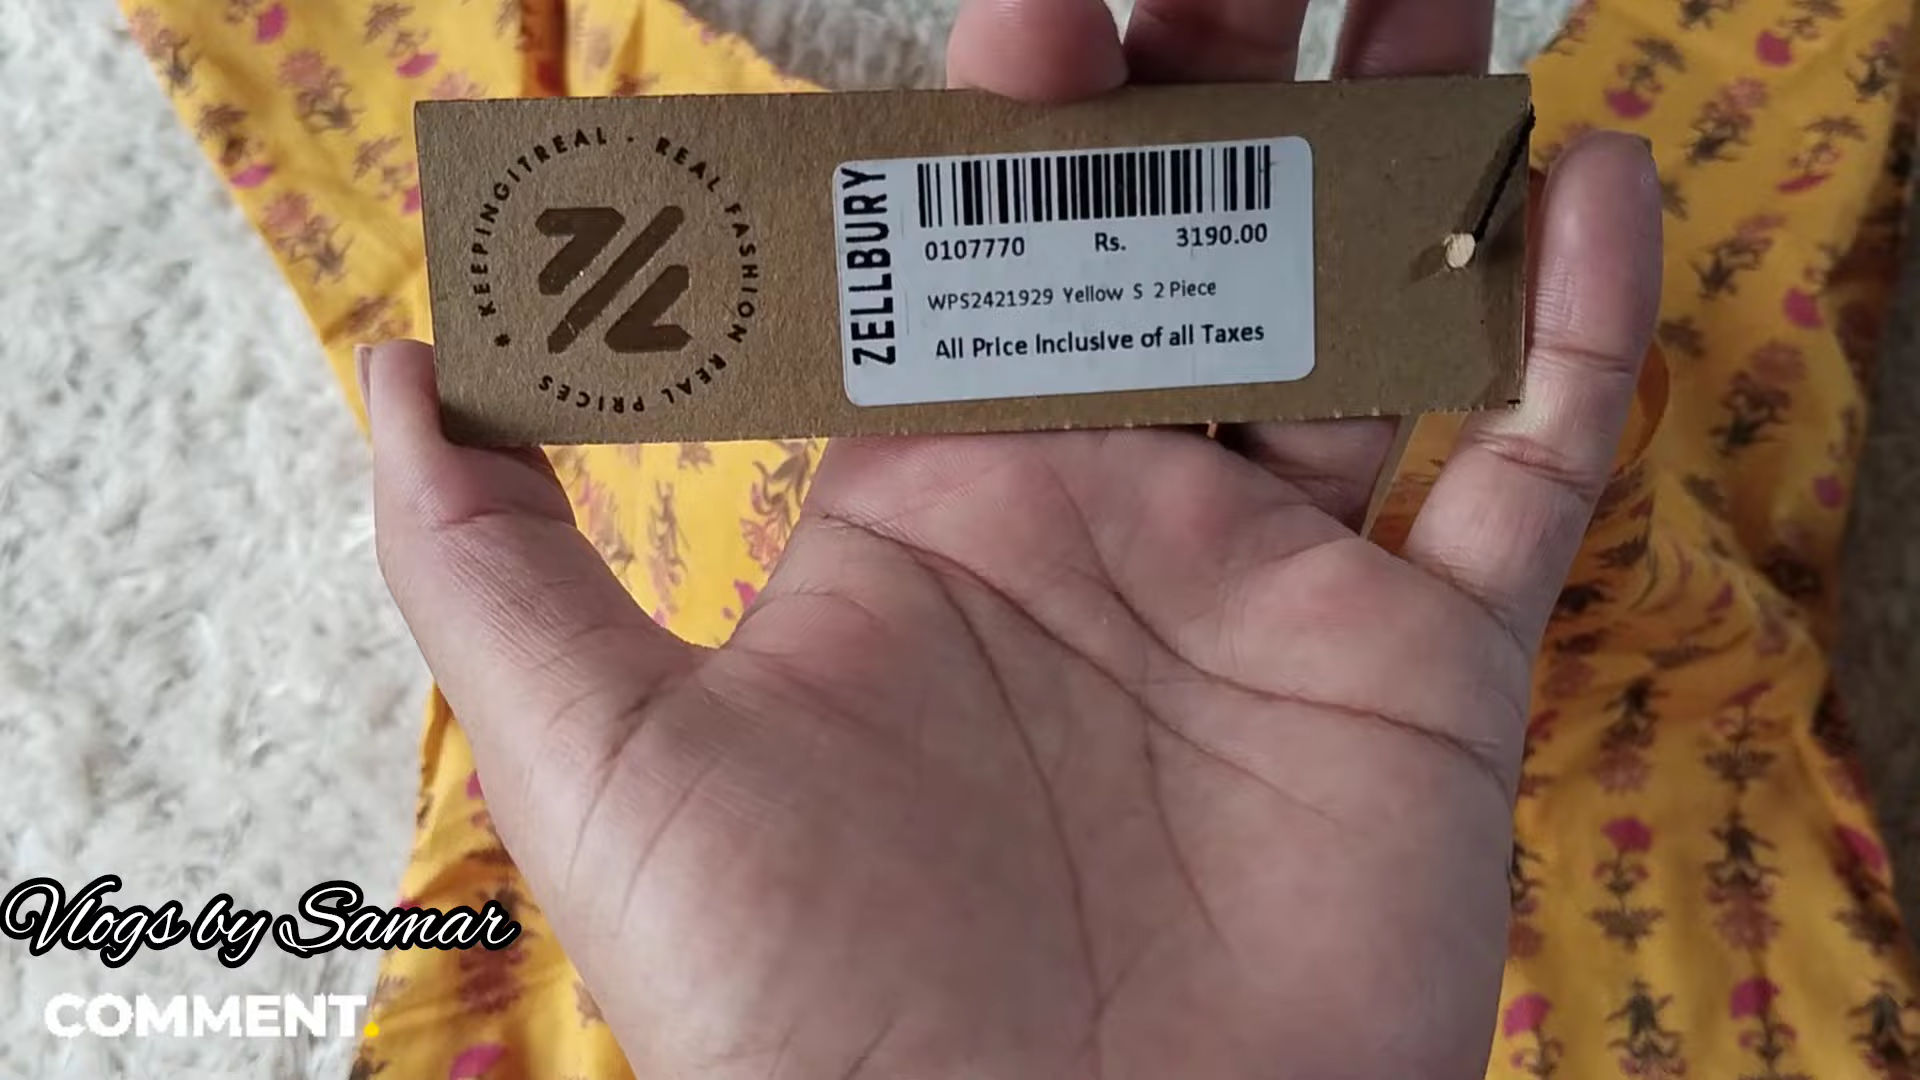 # KEEPINGITREAL · REAL FASHION REAL PRICES
ZELLBURY
0107770 Rs. 3190.00
WPS2421929 Yellow S 2 Piece
All Price Inclusive of all Taxes
Vlogs by Samar
COMMENT.